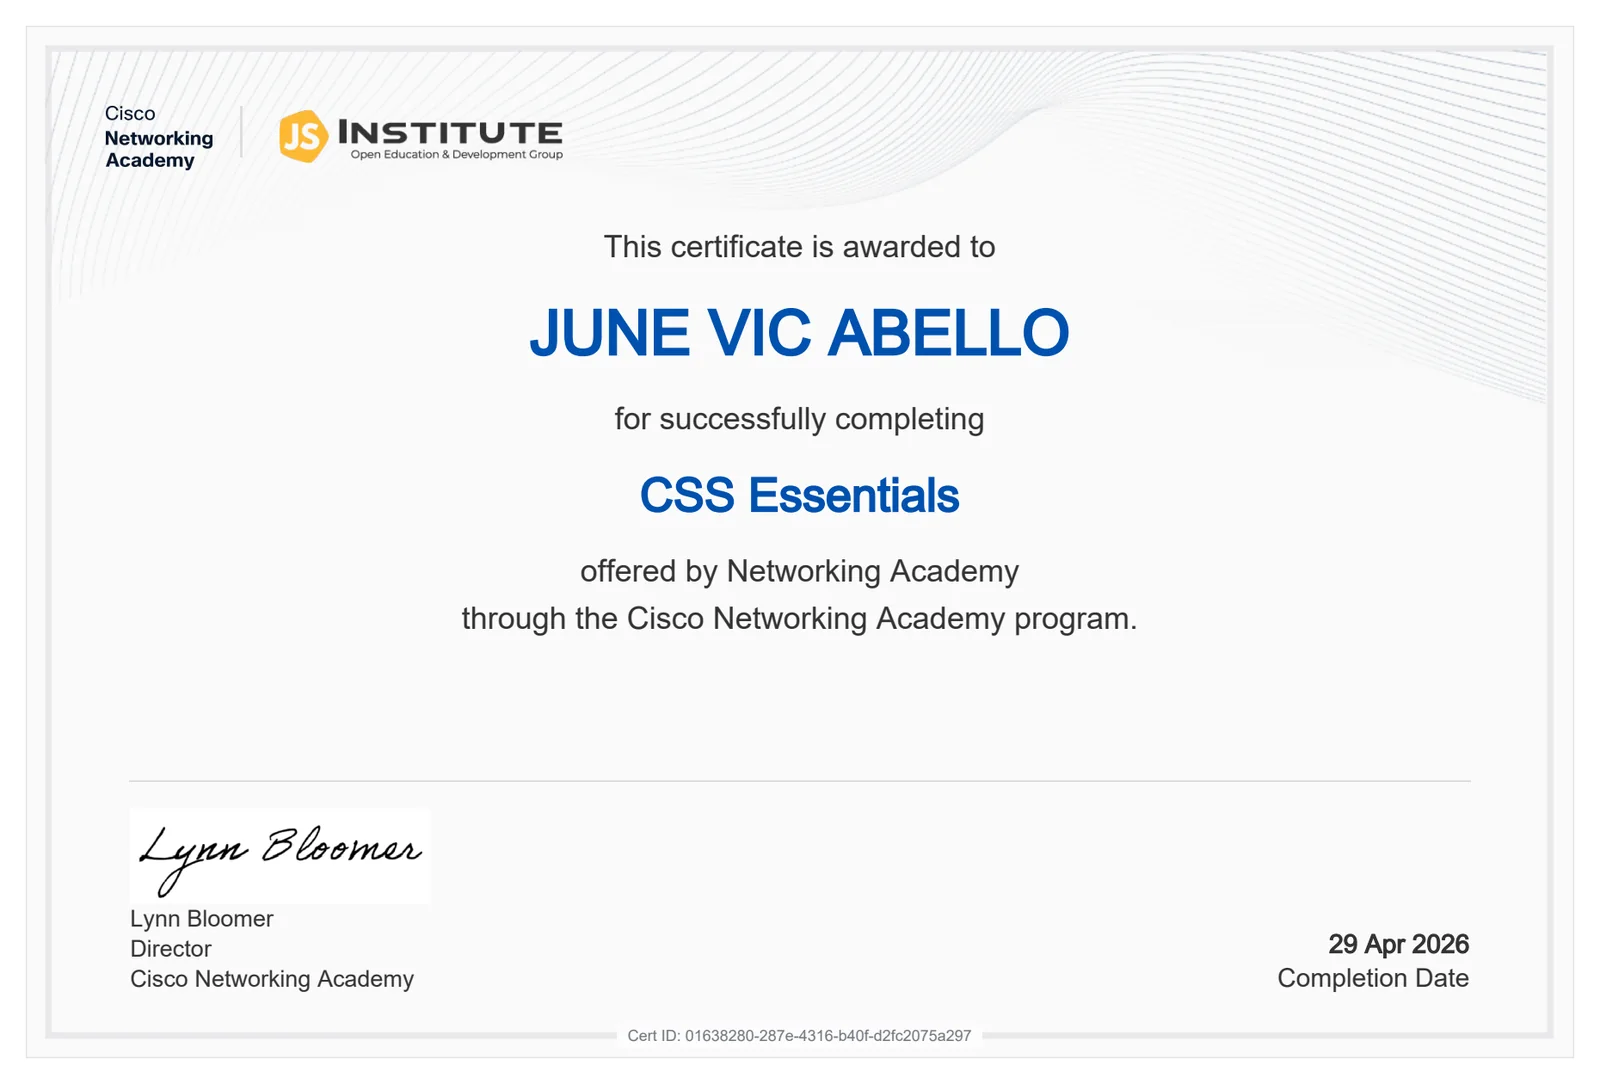 Cisco
Networking
Academy
JS INSTITUTE
Open Education & Development Group
This certificate is awarded to
JUNE VIC ABELLO
for successfully completing
CSS Essentials
offered by Networking Academy
through the Cisco Networking Academy program.
Lynn Bloomer
Lynn Bloomer
Director
Cisco Networking Academy
29 Apr 2026
Completion Date
Cert ID: 01638280-287e-4316-b40f-d2fc2075a297